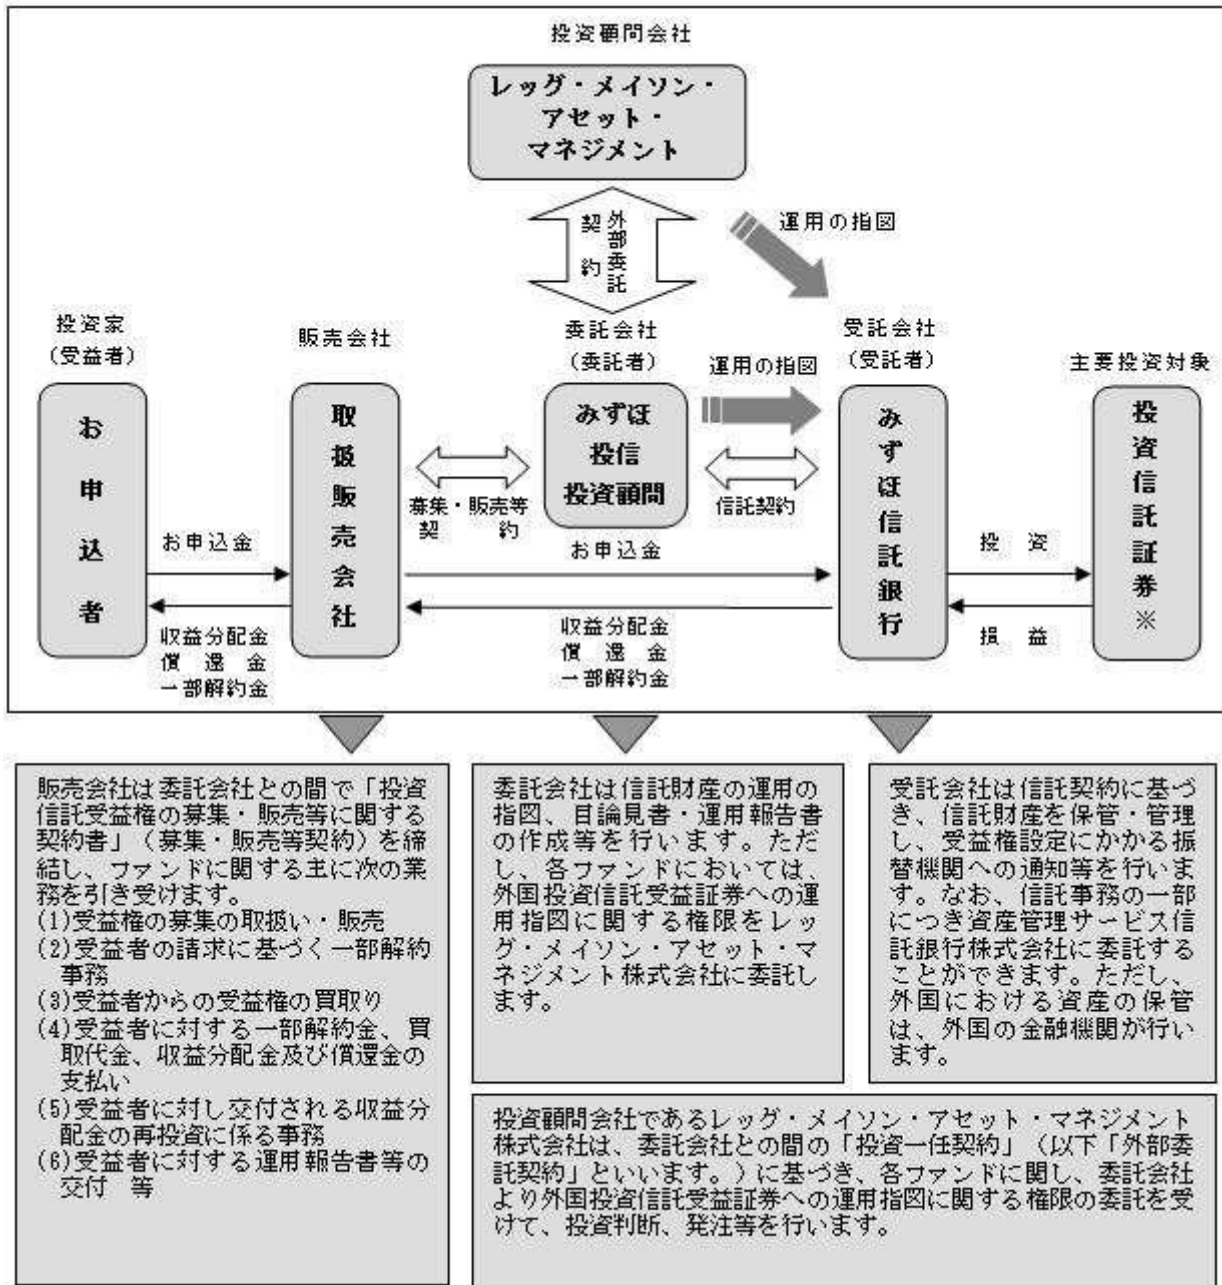 投資顧問会社
レッグ・メイソン・
アセット・
マネジメント
外部委託
契約
運用の指図
投資家
(受益者)
販売会社
委託会社
(委託者)
運用の指図
受託会社
(受託者)
主要投資対象
お申込者
取扱販売会社
みずほ
投信
投資顧問
みずほ信託銀行
投資信託証券※
募集・販売等
契約
信託契約
お申込金
お申込金
投資
収益分配金
償還金
一部解約金
収益分配金
償還金
一部解約金
損益
販売会社は委託会社との間で「投資
信託受益権の募集・販売等に関する
契約書」(募集・販売等契約)を締
結し、ファンドに関する主に次の業
務を引き受けます。
(1)受益権の募集の取扱い・販売
(2)受益者の請求に基づく一部解約
事務
(3)受益者からの受益権の買取り
(4)受益者に対する一部解約金、買
取代金、収益分配金及び償還金の
支払い
(5)受益者に対し交付される収益分
配金の再投資に係る事務
(6)受益者に対する運用報告書等の
交付 等
委託会社は信託財産の運用の
指図、目論見書・運用報告書
の作成等を行います。ただ
し、各ファンドにおいては、
外国投資信託受益証券への運
用指図に関する権限をレッ
グ・メイソン・アセット・マ
ネジメント株式会社に委託し
ます。
受託会社は信託契約に基づ
き、信託財産を保管・管理
し、受益権設定にかかる振
替機関への通知等を行いま
す。なお、信託事務の一部
につき資産管理サービス信
託銀行株式会社に委託する
ことができます。ただし、
外国における資産の保管
は、外国の金融機関が行い
ます。
投資顧問会社であるレッグ・メイソン・アセット・マネジメント
株式会社は、委託会社との間の「投資一任契約」(以下「外部委
託契約」といいます。)に基づき、各ファンドに関し、委託会社
より外国投資信託受益証券への運用指図に関する権限の委託を受
けて、投資判断、発注等を行います。